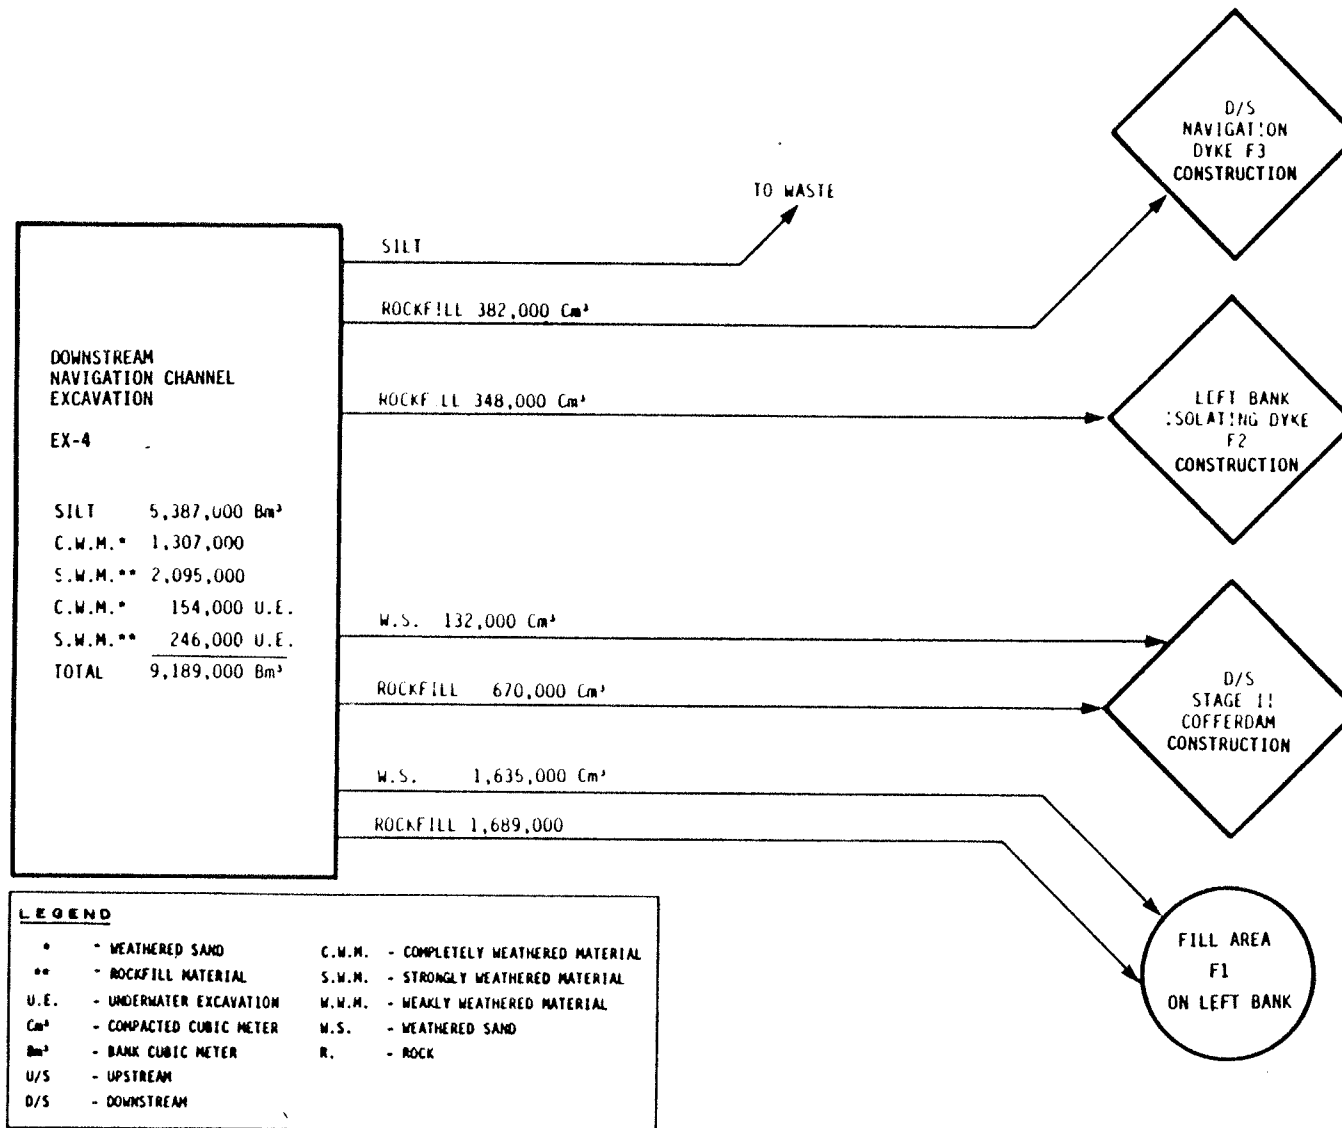 D/S
NAVIGATION
DYKE F3
CONSTRUCTION
TO WASTE
SILT
ROCKFILL 382,000 Cm³
DOWNSTREAM
NAVIGATION CHANNEL
EXCAVATION
EX-4
ROCKFILL 348,000 Cm³
LEFT BANK
ISOLATING DYKE
F2
CONSTRUCTION
SILT 5,387,000 Bm³
C.W.M.* 1,307,000
S.W.M.** 2,095,000
C.W.M.* 154,000 U.E.
S.W.M.** 246,000 U.E.
TOTAL 9,189,000 Bm³
W.S. 132,000 Cm³
ROCKFILL 670,000 Cm³
D/S
STAGE II
COFFERDAM
CONSTRUCTION
W.S. 1,635,000 Cm³
ROCKFILL 1,689,000
FILL AREA
F1
ON LEFT BANK
LEGEND
* - WEATHERED SAND
** - ROCKFILL MATERIAL
U.E. - UNDERWATER EXCAVATION
Cm³ - COMPACTED CUBIC METER
Bm³ - BANK CUBIC METER
U/S - UPSTREAM
D/S - DOWNSTREAM
C.W.M. - COMPLETELY WEATHERED MATERIAL
S.W.M. - STRONGLY WEATHERED MATERIAL
W.W.M. - WEAKLY WEATHERED MATERIAL
W.S. - WEATHERED SAND
R. - ROCK